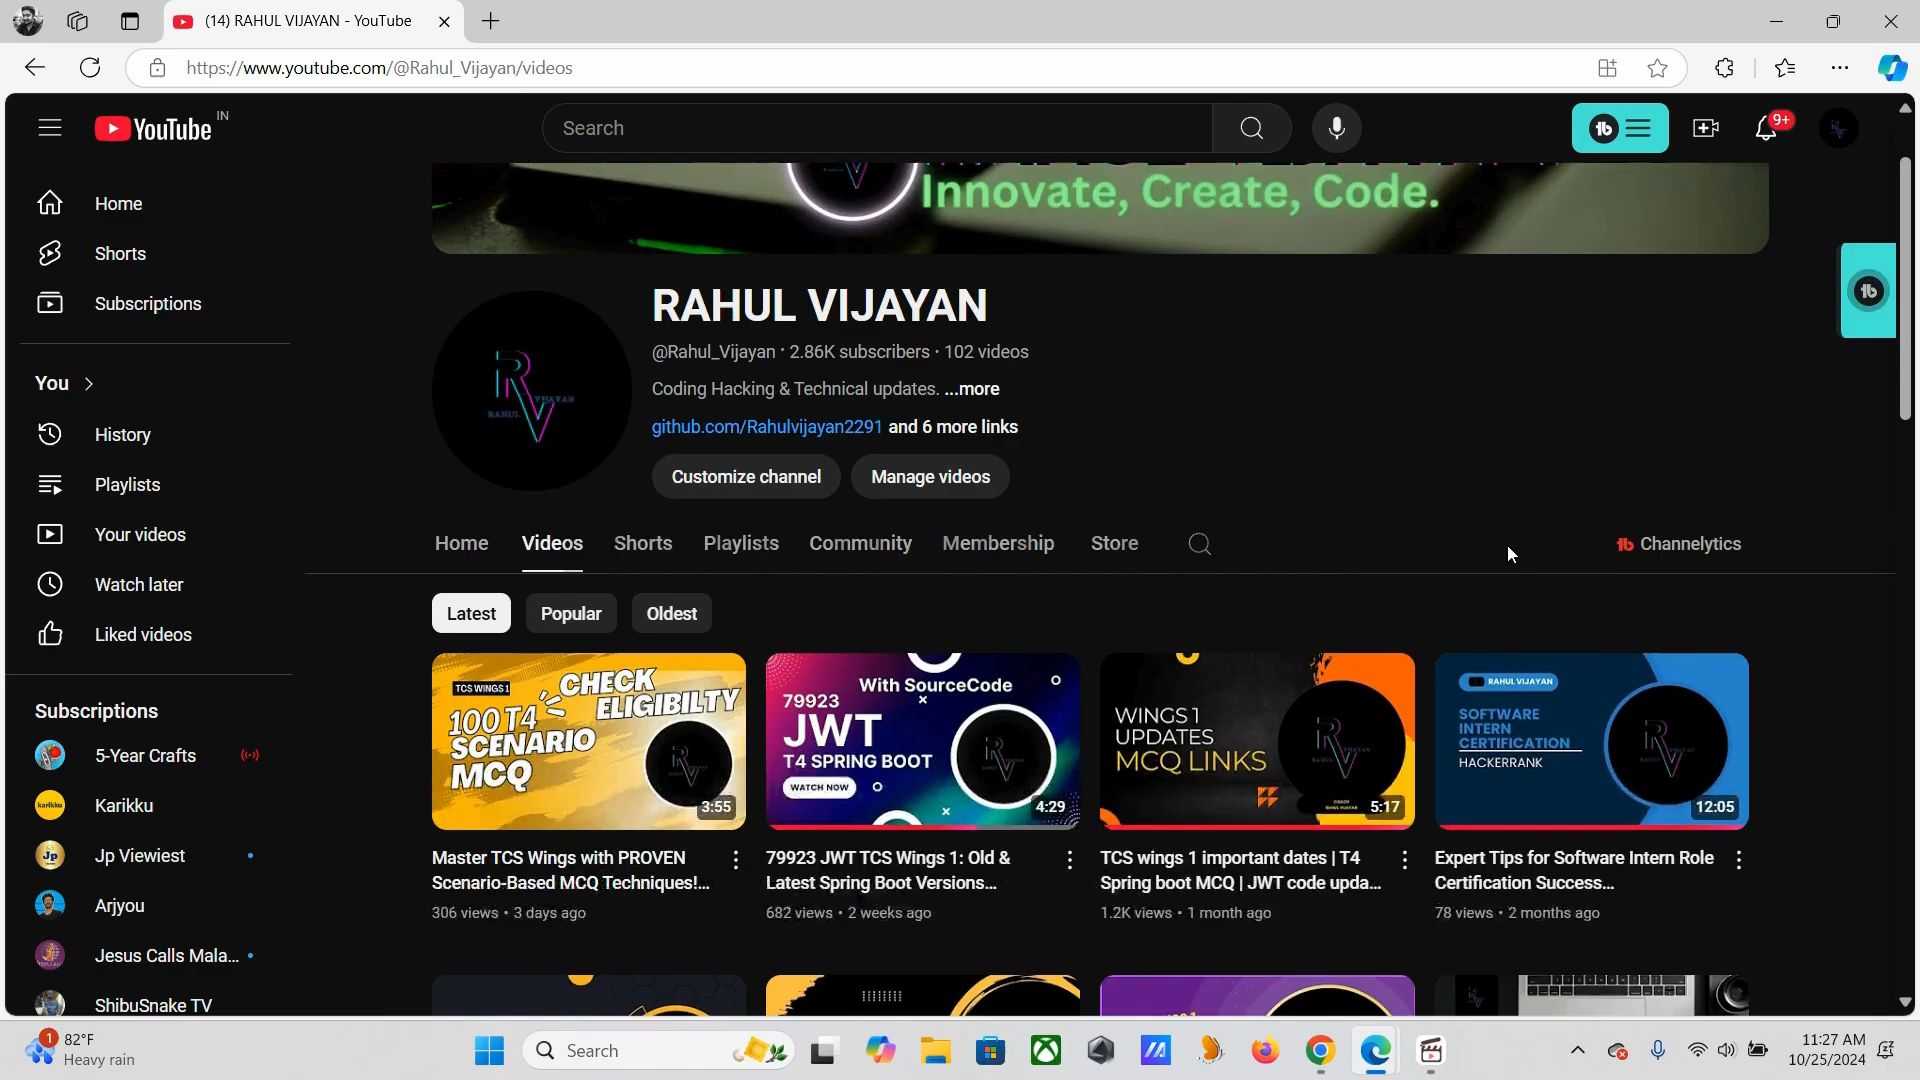 (14) RAHUL VIJAYAN - YouTube
https://www.youtube.com/@Rahul_Vijayan/videos
YouTube IN
Search
9+
Innovate, Create, Code.
Home
Shorts
Subscriptions
You
History
Playlists
Your videos
Watch later
Liked videos
Subscriptions
5-Year Crafts
Karikku
Jp Viewiest
Arjyou
Jesus Calls Mala...
ShibuSnake TV
RAHUL VIJAYAN
@Rahul_Vijayan • 2.86K subscribers • 102 videos
Coding Hacking & Technical updates. ...more
github.com/Rahulvijayan2291 and 6 more links
Customize channel
Manage videos
Home
Videos
Shorts
Playlists
Community
Membership
Store
Channelytics
Latest
Popular
Oldest
TCS WINGS 1
CHECK
ELIGIBILTY
100 T4
SCENARIO
MCQ
3:55
Master TCS Wings with PROVEN
Scenario-Based MCQ Techniques!...
306 views • 3 days ago
With SourceCode
79923
JWT
T4 SPRING BOOT
WATCH NOW
4:29
79923 JWT TCS Wings 1: Old &
Latest Spring Boot Versions...
682 views • 2 weeks ago
WINGS 1
UPDATES
MCQ LINKS
5:17
TCS wings 1 important dates | T4
Spring boot MCQ | JWT code upda...
1.2K views • 1 month ago
RAHUL VIJAYAN
SOFTWARE
INTERN
CERTIFICATION
HACKERRANK
12:05
Expert Tips for Software Intern Role
Certification Success...
78 views • 2 months ago
1
82°F
Heavy rain
Search
11:27 AM
10/25/2024